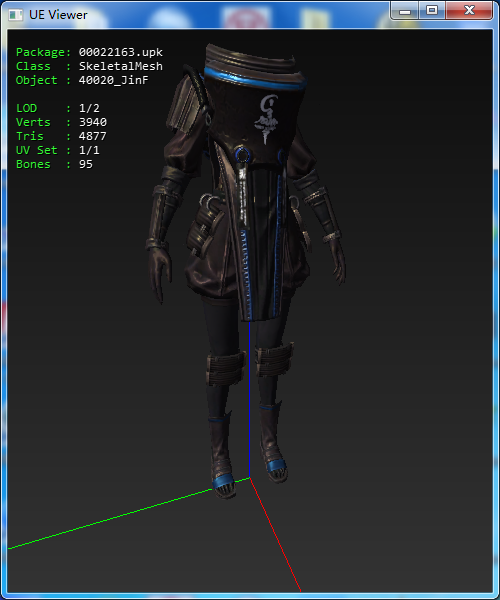 UE Viewer
Package: 00022163.upk
Class : SkeletalMesh
Object : 40020_JinF
LOD : 1/2
Verts : 3940
Tris : 4877
UV Set : 1/1
Bones : 95